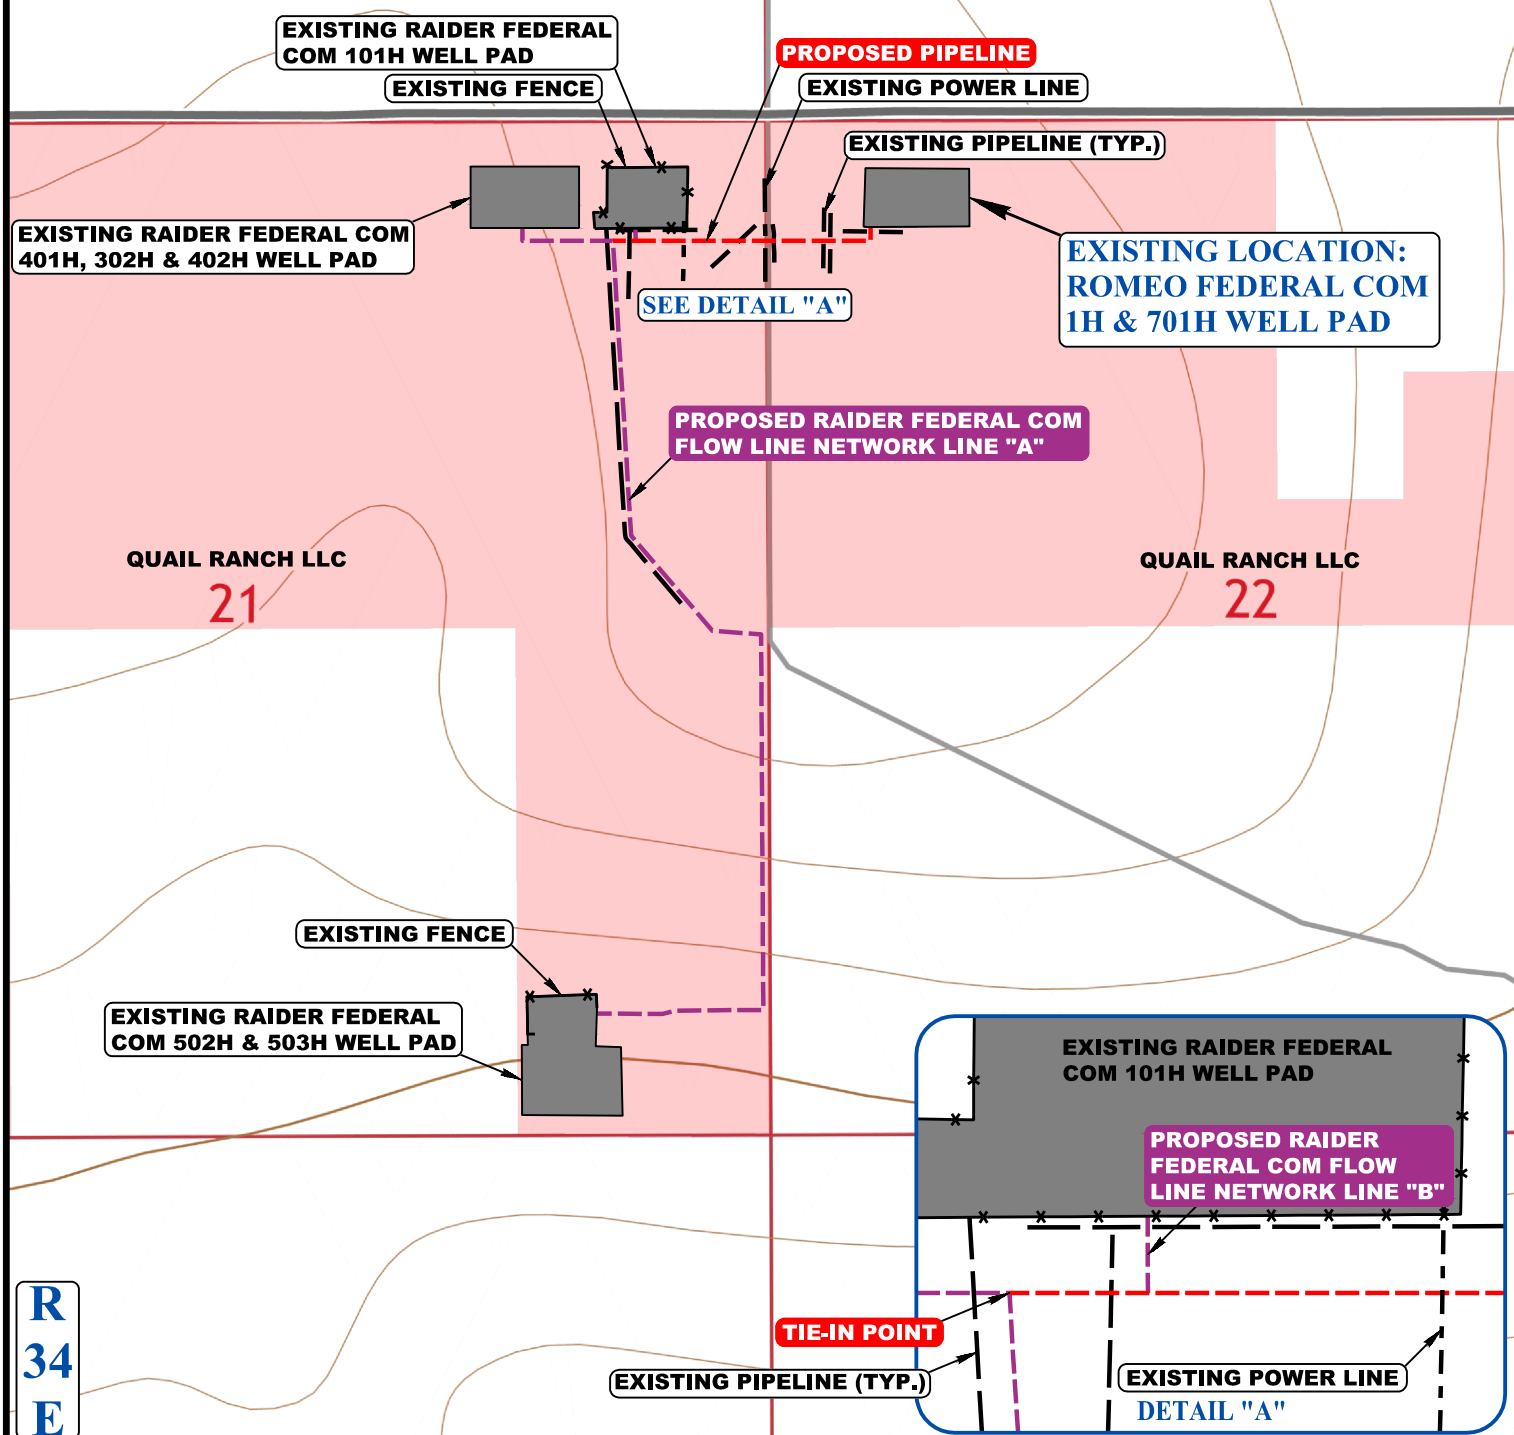 EXISTING RAIDER FEDERAL
COM 101H WELL PAD
PROPOSED PIPELINE
EXISTING FENCE
EXISTING POWER LINE
EXISTING PIPELINE (TYP.)
EXISTING RAIDER FEDERAL COM
401H, 302H & 402H WELL PAD
EXISTING LOCATION:
ROMEO FEDERAL COM
1H & 701H WELL PAD
SEE DETAIL "A"
PROPOSED RAIDER FEDERAL COM
FLOW LINE NETWORK LINE "A"
QUAIL RANCH LLC
21
QUAIL RANCH LLC
22
EXISTING FENCE
EXISTING RAIDER FEDERAL
COM 502H & 503H WELL PAD
EXISTING RAIDER FEDERAL
COM 101H WELL PAD
PROPOSED RAIDER
FEDERAL COM FLOW
LINE NETWORK LINE "B"
TIE-IN POINT
EXISTING PIPELINE (TYP.)
EXISTING POWER LINE
DETAIL "A"
R
34
E